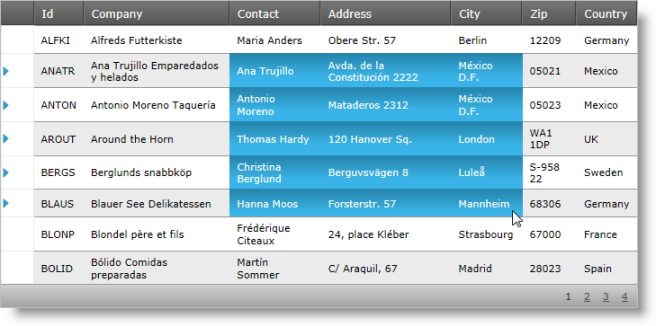 Id Company Contact Address City Zip Country
ALFKI Alfreds Futterkiste Maria Anders Obere Str. 57 Berlin 12209 Germany
ANATR Ana Trujillo Emparedados y helados Ana Trujillo Avda. de la Constitución 2222 México D.F. 05021 Mexico
ANTON Antonio Moreno Taquería Antonio Moreno Mataderos 2312 México D.F. 05023 Mexico
AROUT Around the Horn Thomas Hardy 120 Hanover Sq. London WA1 1DP UK
BERGS Berglunds snabbköp Christina Berglund Berguvsvägen 8 Luleå S-958 22 Sweden
BLAUS Blauer See Delikatessen Hanna Moos Forsterstr. 57 Mannheim 68306 Germany
BLONP Blondel père et fils Frédérique Citeaux 24, place Kléber Strasbourg 67000 France
BOLID Bólido Comidas preparadas Martín Sommer C/ Araquil, 67 Madrid 28023 Spain
1 2 3 4